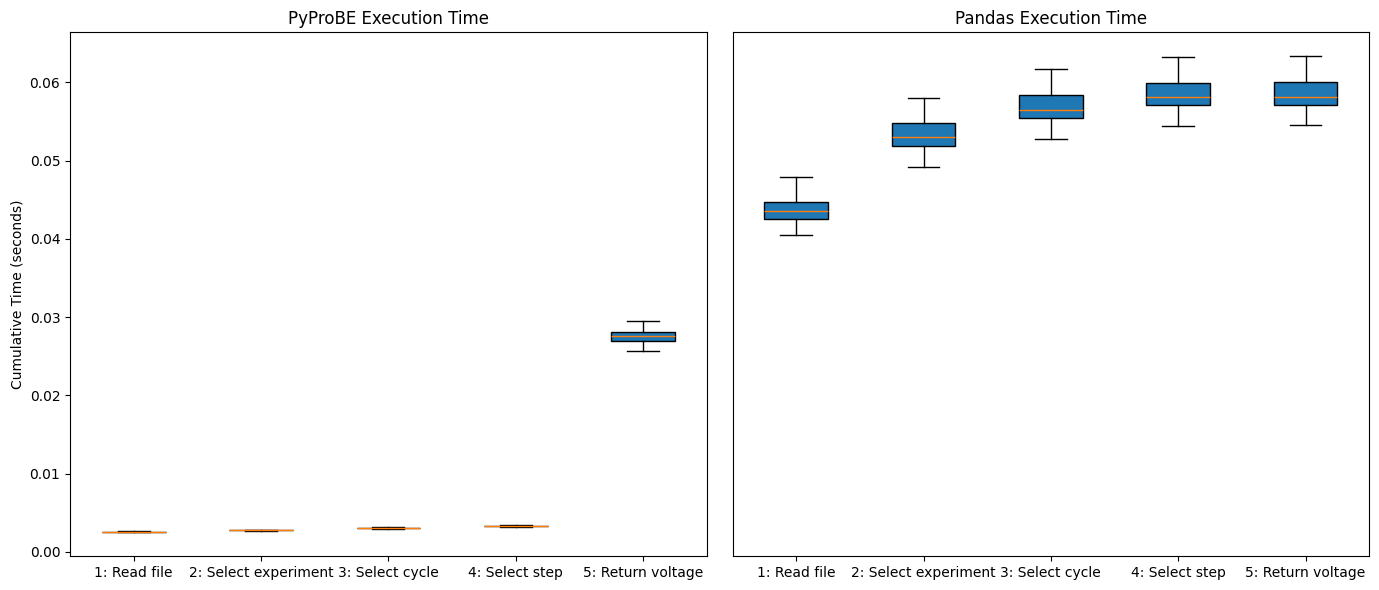 PyProBE Execution Time
Pandas Execution Time
Cumulative Time (seconds)
0.06
0.05
0.04
0.03
0.02
0.01
0.00
1: Read file 2: Select experiment 3: Select cycle 4: Select step 5: Return voltage
1: Read file 2: Select experiment 3: Select cycle 4: Select step 5: Return voltage